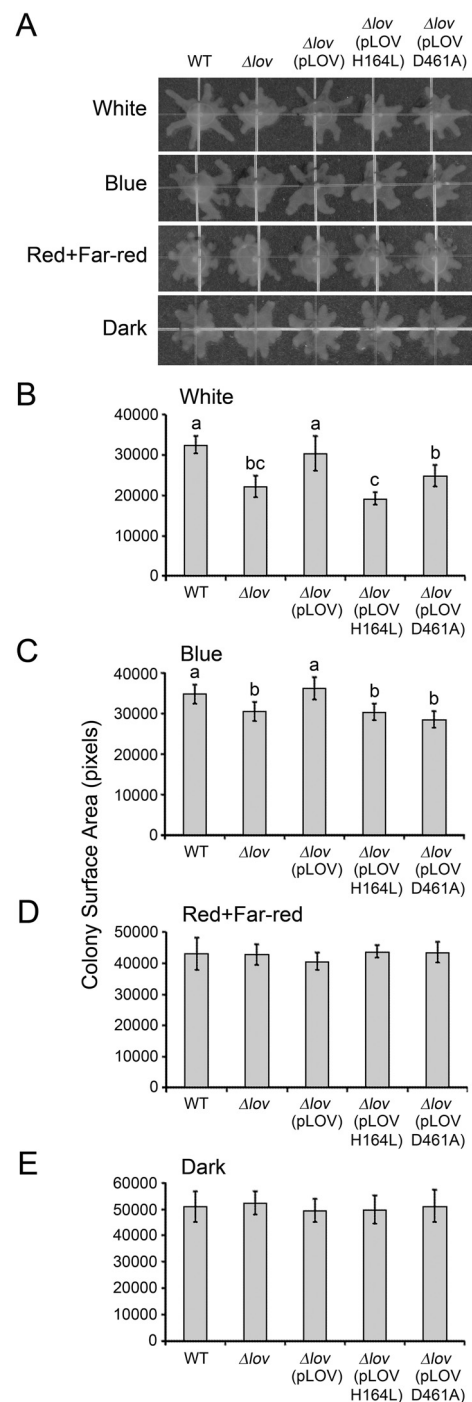 A
WT
Δlov
Δlov
(pLOV)
Δlov
(pLOV
H164L)
Δlov
(pLOV
D461A)
White
Blue
Red+Far-red
Dark
B
White
40000
30000
20000
10000
0
a
bc
a
c
b
WT
Δlov
Δlov
(pLOV)
Δlov
(pLOV
H164L)
Δlov
(pLOV
D461A)
Colony Surface Area (pixels)
C
Blue
40000
30000
20000
10000
0
a
b
a
b
b
WT
Δlov
Δlov
(pLOV)
Δlov
(pLOV
H164L)
Δlov
(pLOV
D461A)
D
Red+Far-red
50000
40000
30000
20000
10000
0
WT
Δlov
Δlov
(pLOV)
Δlov
(pLOV
H164L)
Δlov
(pLOV
D461A)
E
Dark
60000
50000
40000
30000
20000
10000
0
WT
Δlov
Δlov
(pLOV)
Δlov
(pLOV
H164L)
Δlov
(pLOV
D461A)